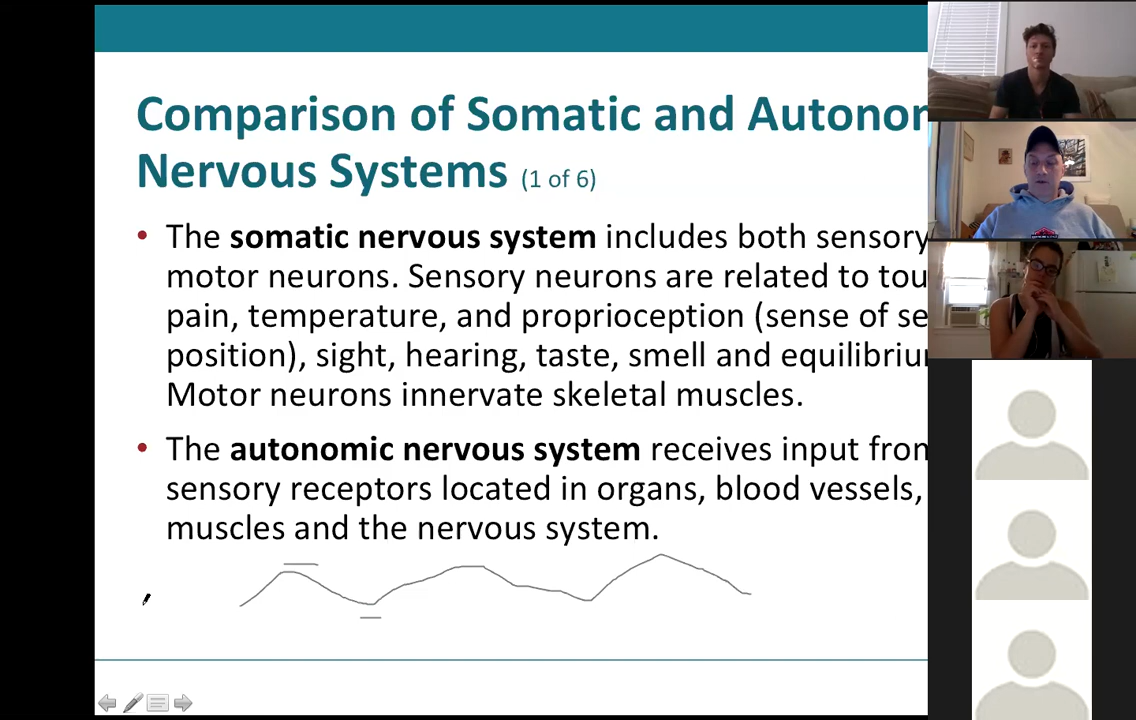 Comparison of Somatic and Autonon
Nervous Systems (1 of 6)
• The somatic nervous system includes both sensory
motor neurons. Sensory neurons are related to tou
pain, temperature, and proprioception (sense of se
position), sight, hearing, taste, smell and equilibriu
Motor neurons innervate skeletal muscles.
• The autonomic nervous system receives input from
sensory receptors located in organs, blood vessels,
muscles and the nervous system.